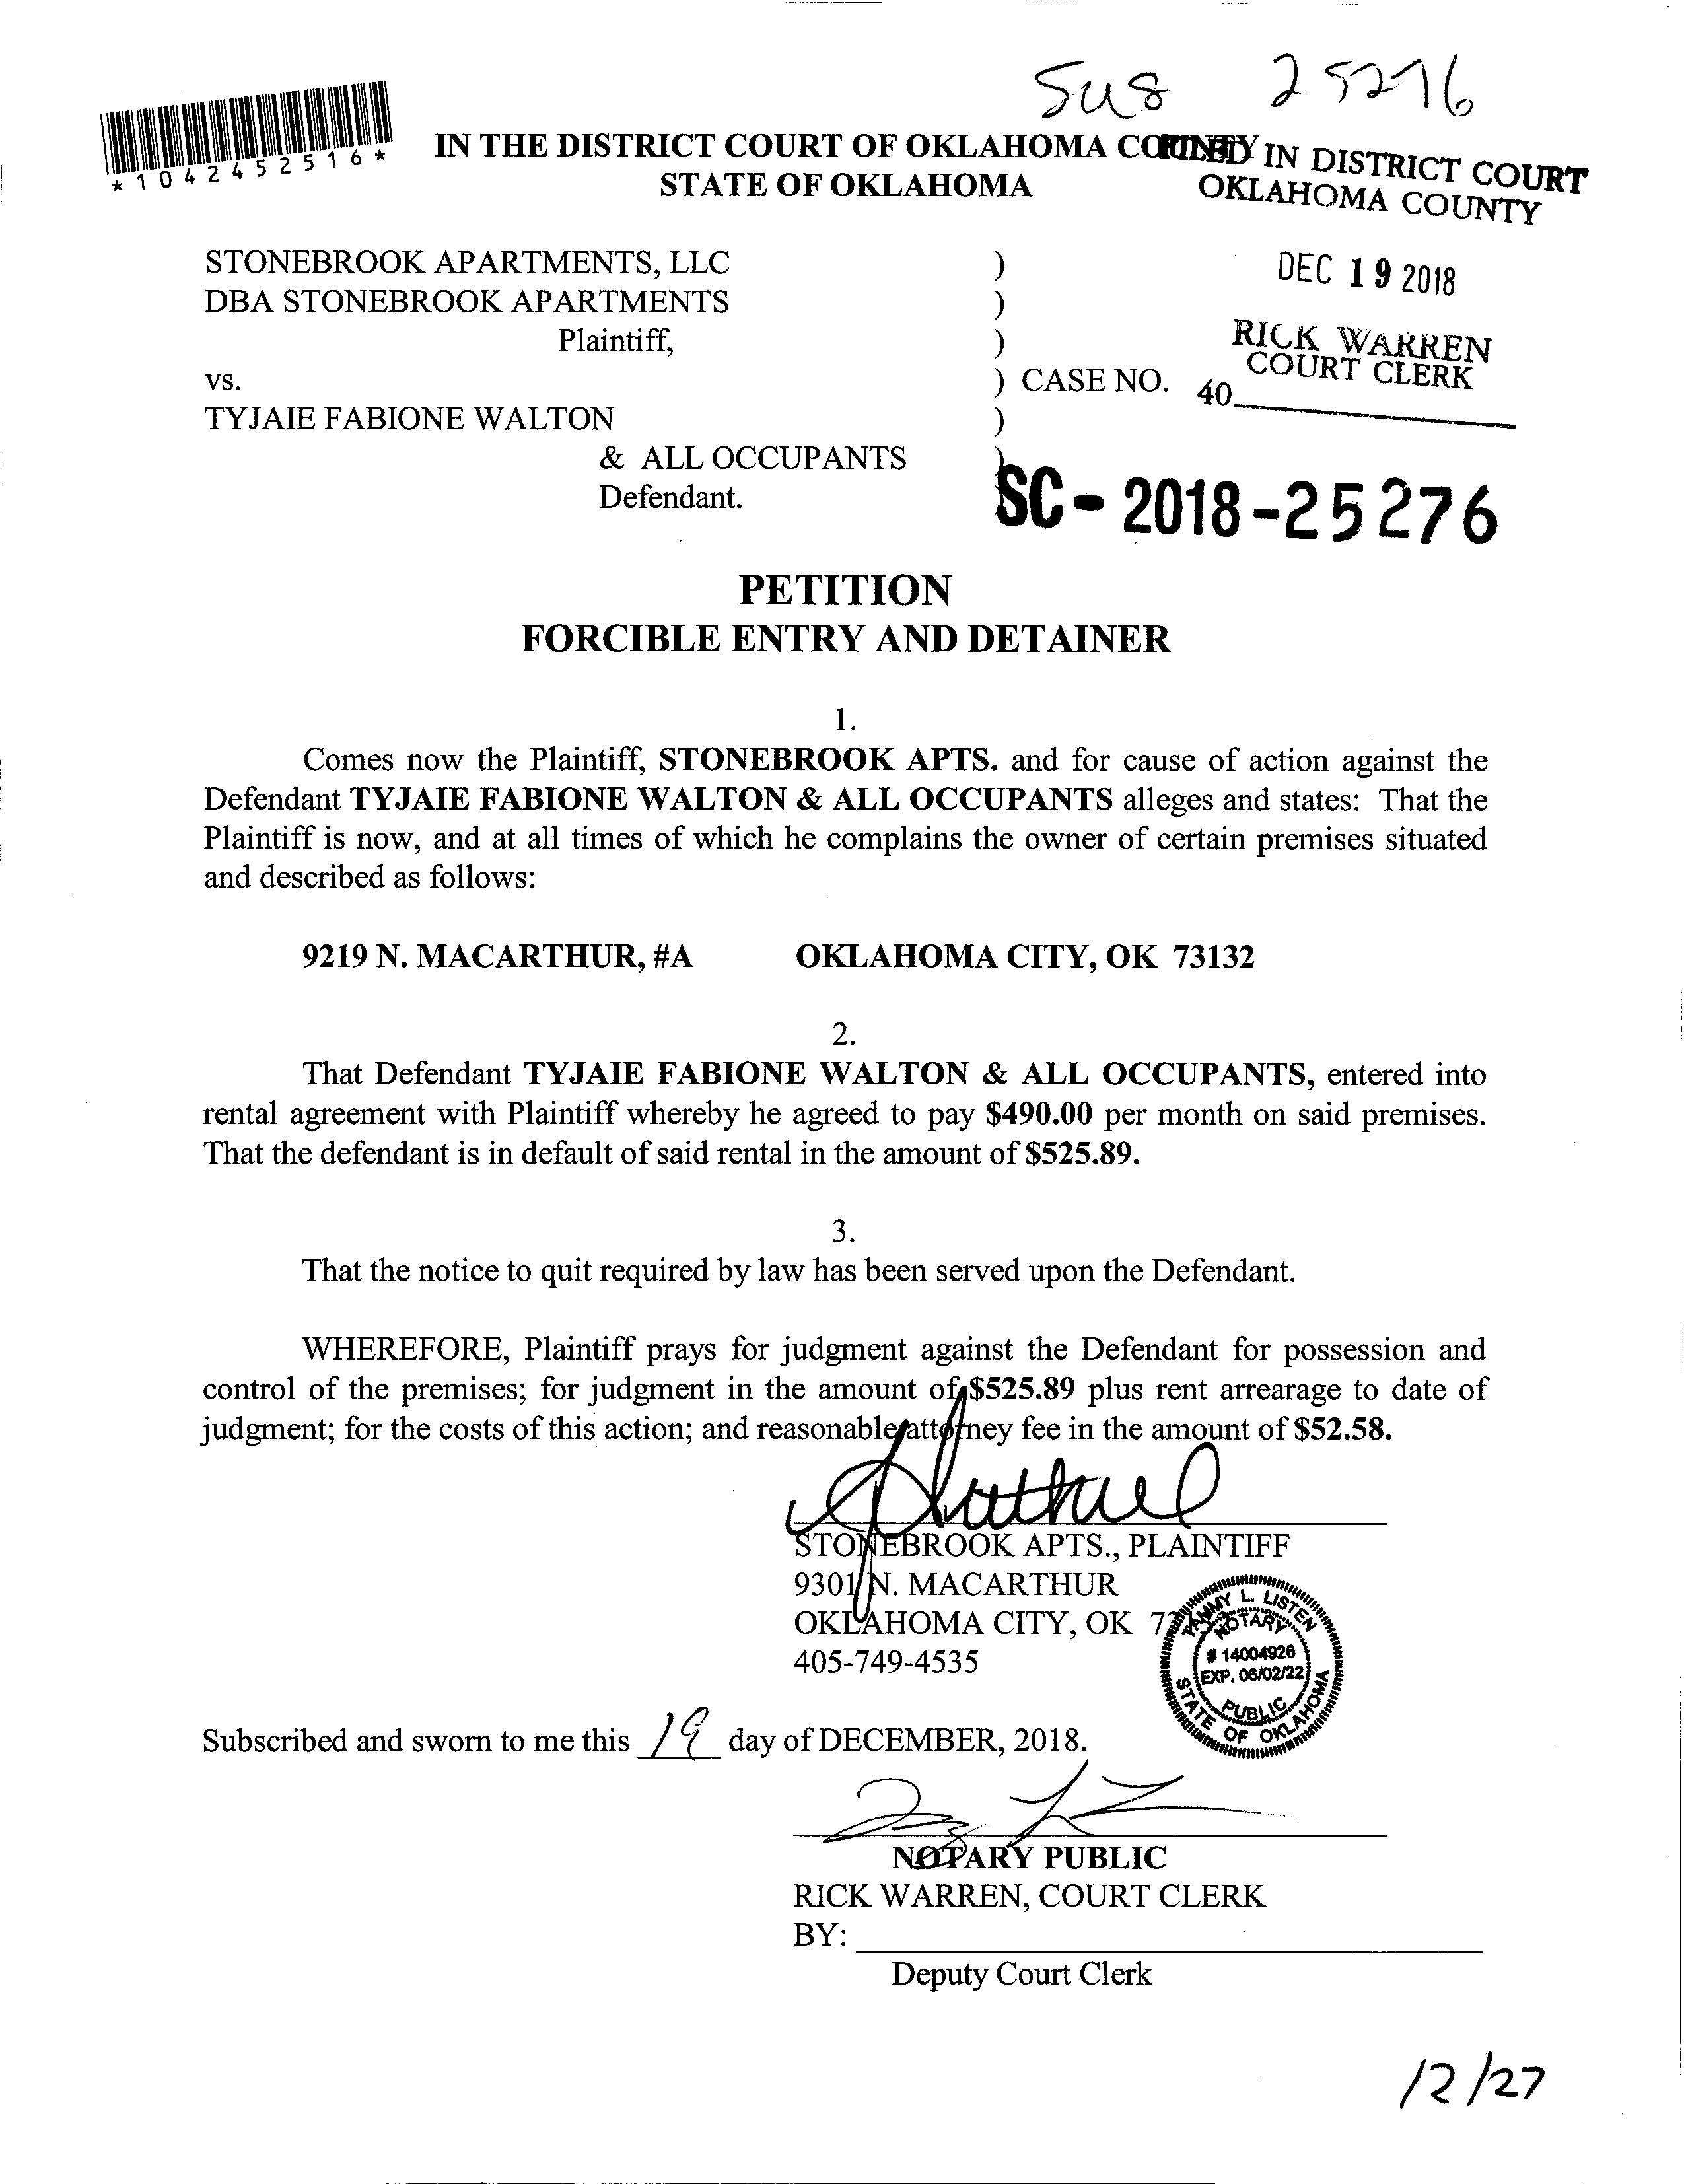 Sus 25276
*1042452516*
IN THE DISTRICT COURT OF OKLAHOMA COUNTY
STATE OF OKLAHOMA
FILED IN DISTRICT COURT
OKLAHOMA COUNTY
DEC 19 2018
RICK WARREN
COURT CLERK
40
STONEBROOK APARTMENTS, LLC )
DBA STONEBROOK APARTMENTS )
Plaintiff, )
vs. ) CASE NO.
TYJAIE FABIONE WALTON )
& ALL OCCUPANTS )
Defendant.
SC-2018-25276
PETITION
FORCIBLE ENTRY AND DETAINER
1.
Comes now the Plaintiff, STONEBROOK APTS. and for cause of action against the
Defendant TYJAIE FABIONE WALTON & ALL OCCUPANTS alleges and states: That the
Plaintiff is now, and at all times of which he complains the owner of certain premises situated
and described as follows:
9219 N. MACARTHUR, #A OKLAHOMA CITY, OK 73132
2.
That Defendant TYJAIE FABIONE WALTON & ALL OCCUPANTS, entered into
rental agreement with Plaintiff whereby he agreed to pay $490.00 per month on said premises.
That the defendant is in default of said rental in the amount of $525.89.
3.
That the notice to quit required by law has been served upon the Defendant.
WHEREFORE, Plaintiff prays for judgment against the Defendant for possession and
control of the premises; for judgment in the amount of $525.89 plus rent arrearage to date of
judgment; for the costs of this action; and reasonable attorney fee in the amount of $52.58.
STONEBROOK APTS., PLAINTIFF
9301 N. MACARTHUR
OKLAHOMA CITY, OK
405-749-4535
TAMMY L. LISTEN
NOTARY
# 14004926
EXP. 06/02/22
PUBLIC
STATE OF OKLAHOMA
Subscribed and sworn to me this 19 day of DECEMBER, 2018.
NOTARY PUBLIC
RICK WARREN, COURT CLERK
BY:
Deputy Court Clerk
12/27